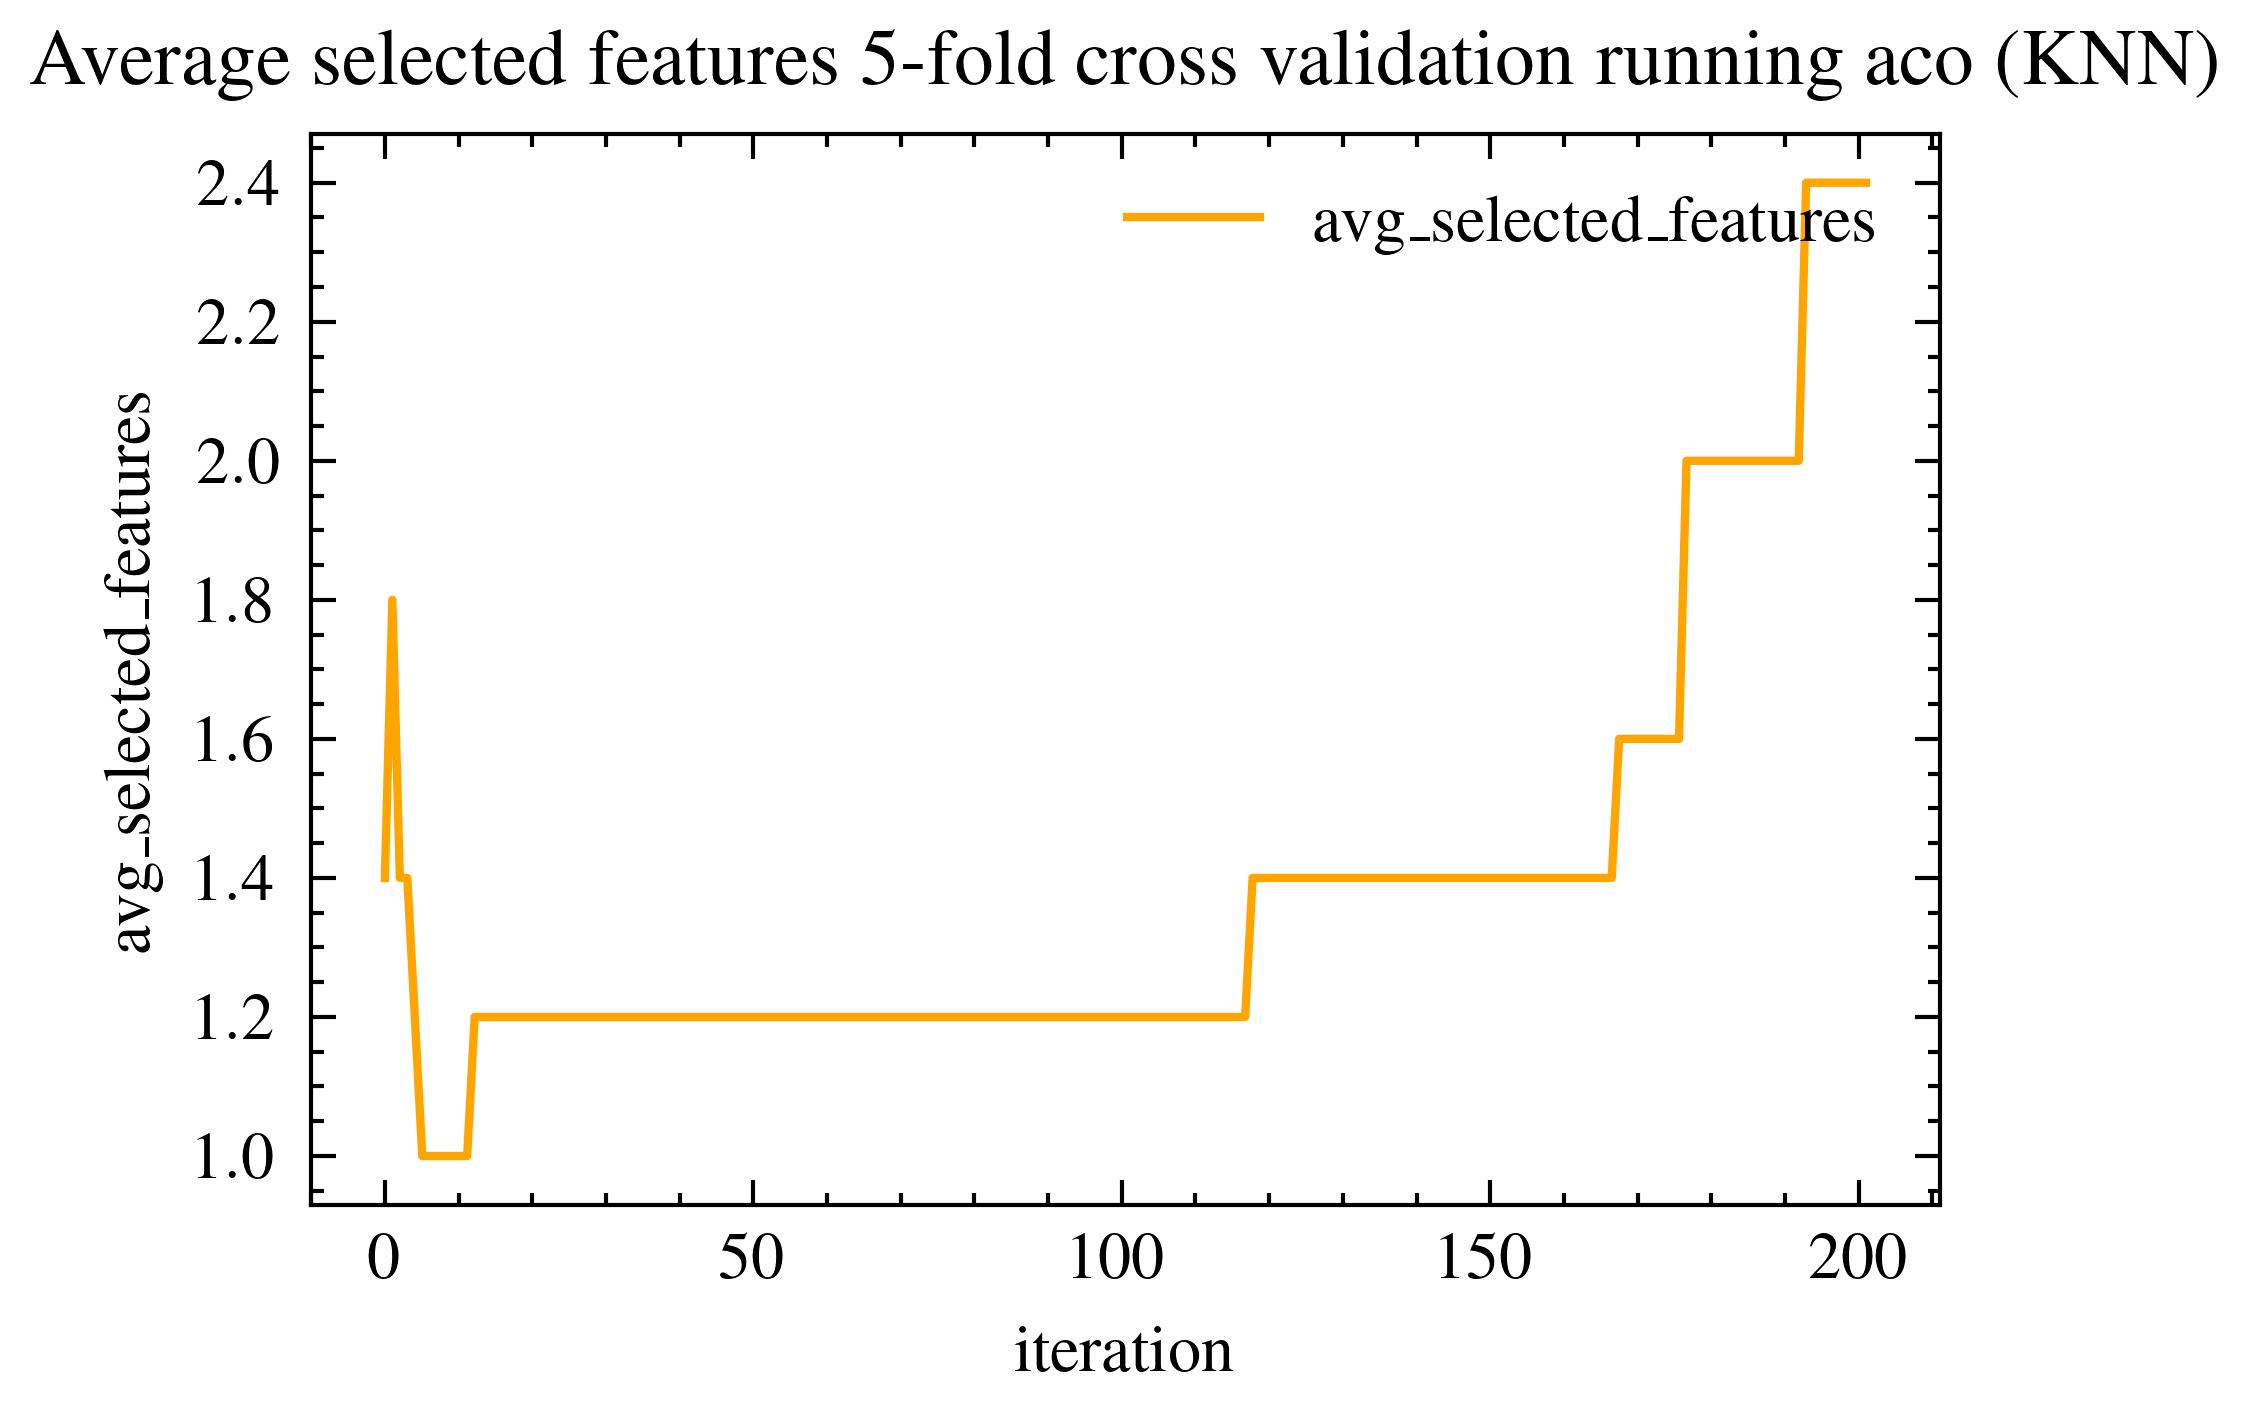 Average selected features 5-fold cross validation running aco (KNN)
avg_selected_features
2.4
2.2
2.0
1.8
1.6
1.4
1.2
1.0
avg_selected_features
0 50 100 150 200
iteration